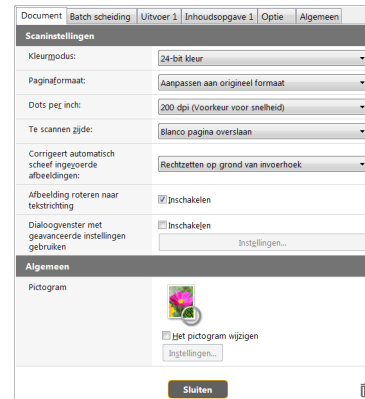 Document Batch scheiding Uitvoer 1 Inhoudsopgave 1 Optie Algemeen
Scaninstellingen
Kleurmodus: 24-bit kleur
Paginaformaat: Aanpassen aan origineel formaat
Dots per inch: 200 dpi (Voorkeur voor snelheid)
Te scannen zijde: Blanco pagina overslaan
Corrigeert automatisch
scheef ingevoerde Rechtzetten op grond van invoerhoek
afbeeldingen:
Afbeelding roteren naar
tekstrichting Inschakelen
Dialoogvenster met Inschakelen
geavanceerde instellingen
gebruiken Instellingen...
Algemeen
Pictogram
Het pictogram wijzigen
Instellingen...
Sluiten